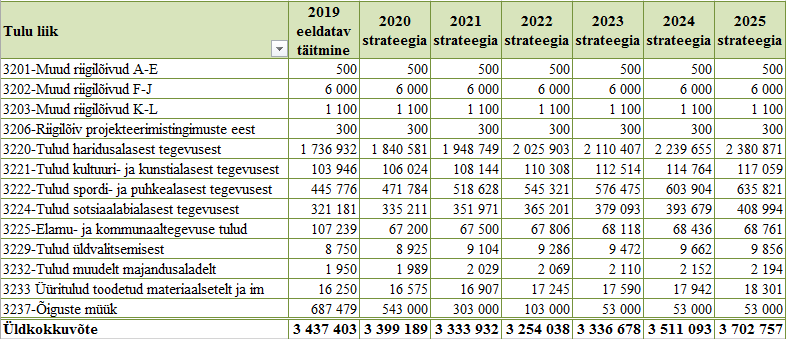 Tulu liik 2019 eeldatav täitmine 2020 strateegia 2021 strateegia 2022 strateegia 2023 strateegia 2024 strateegia 2025 strateegia
3201-Muud riigilõivud A-E 500 500 500 500 500 500 500
3202-Muud riigilõivud F-J 6 000 6 000 6 000 6 000 6 000 6 000 6 000
3203-Muud riigilõivud K-L 1 100 1 100 1 100 1 100 1 100 1 100 1 100
3206-Riigilõiv projekteerimistingimuste eest 300 300 300 300 300 300 300
3220-Tulud haridusalasest tegevusest 1 736 932 1 840 581 1 948 749 2 025 903 2 110 407 2 239 655 2 380 871
3221-Tulud kultuuri- ja kunstialasest tegevusest 103 946 106 024 108 144 110 308 112 514 114 764 117 059
3222-Tulud spordi- ja puhkealasest tegevusest 445 776 471 784 518 628 545 321 576 475 603 904 635 821
3224-Tulud sotsiaalabialasest tegevusest 321 181 335 211 351 971 365 201 379 093 393 679 408 994
3225-Elamu- ja kommunaaltegevuse tulud 107 239 67 200 67 500 67 806 68 118 68 436 68 761
3229-Tulud üldvalitsemisest 8 750 8 925 9 104 9 286 9 472 9 662 9 856
3232-Tulud muudelt majandusaladelt 1 950 1 989 2 029 2 069 2 110 2 152 2 194
3233 Üüritulud toodetud materiaalsetelt ja im 16 250 16 575 16 907 17 245 17 590 17 942 18 301
3237-Õiguste müük 687 479 543 000 303 000 103 000 53 000 53 000 53 000
Üldkokkuvõte 3 437 403 3 399 189 3 333 932 3 254 038 3 336 678 3 511 093 3 702 757